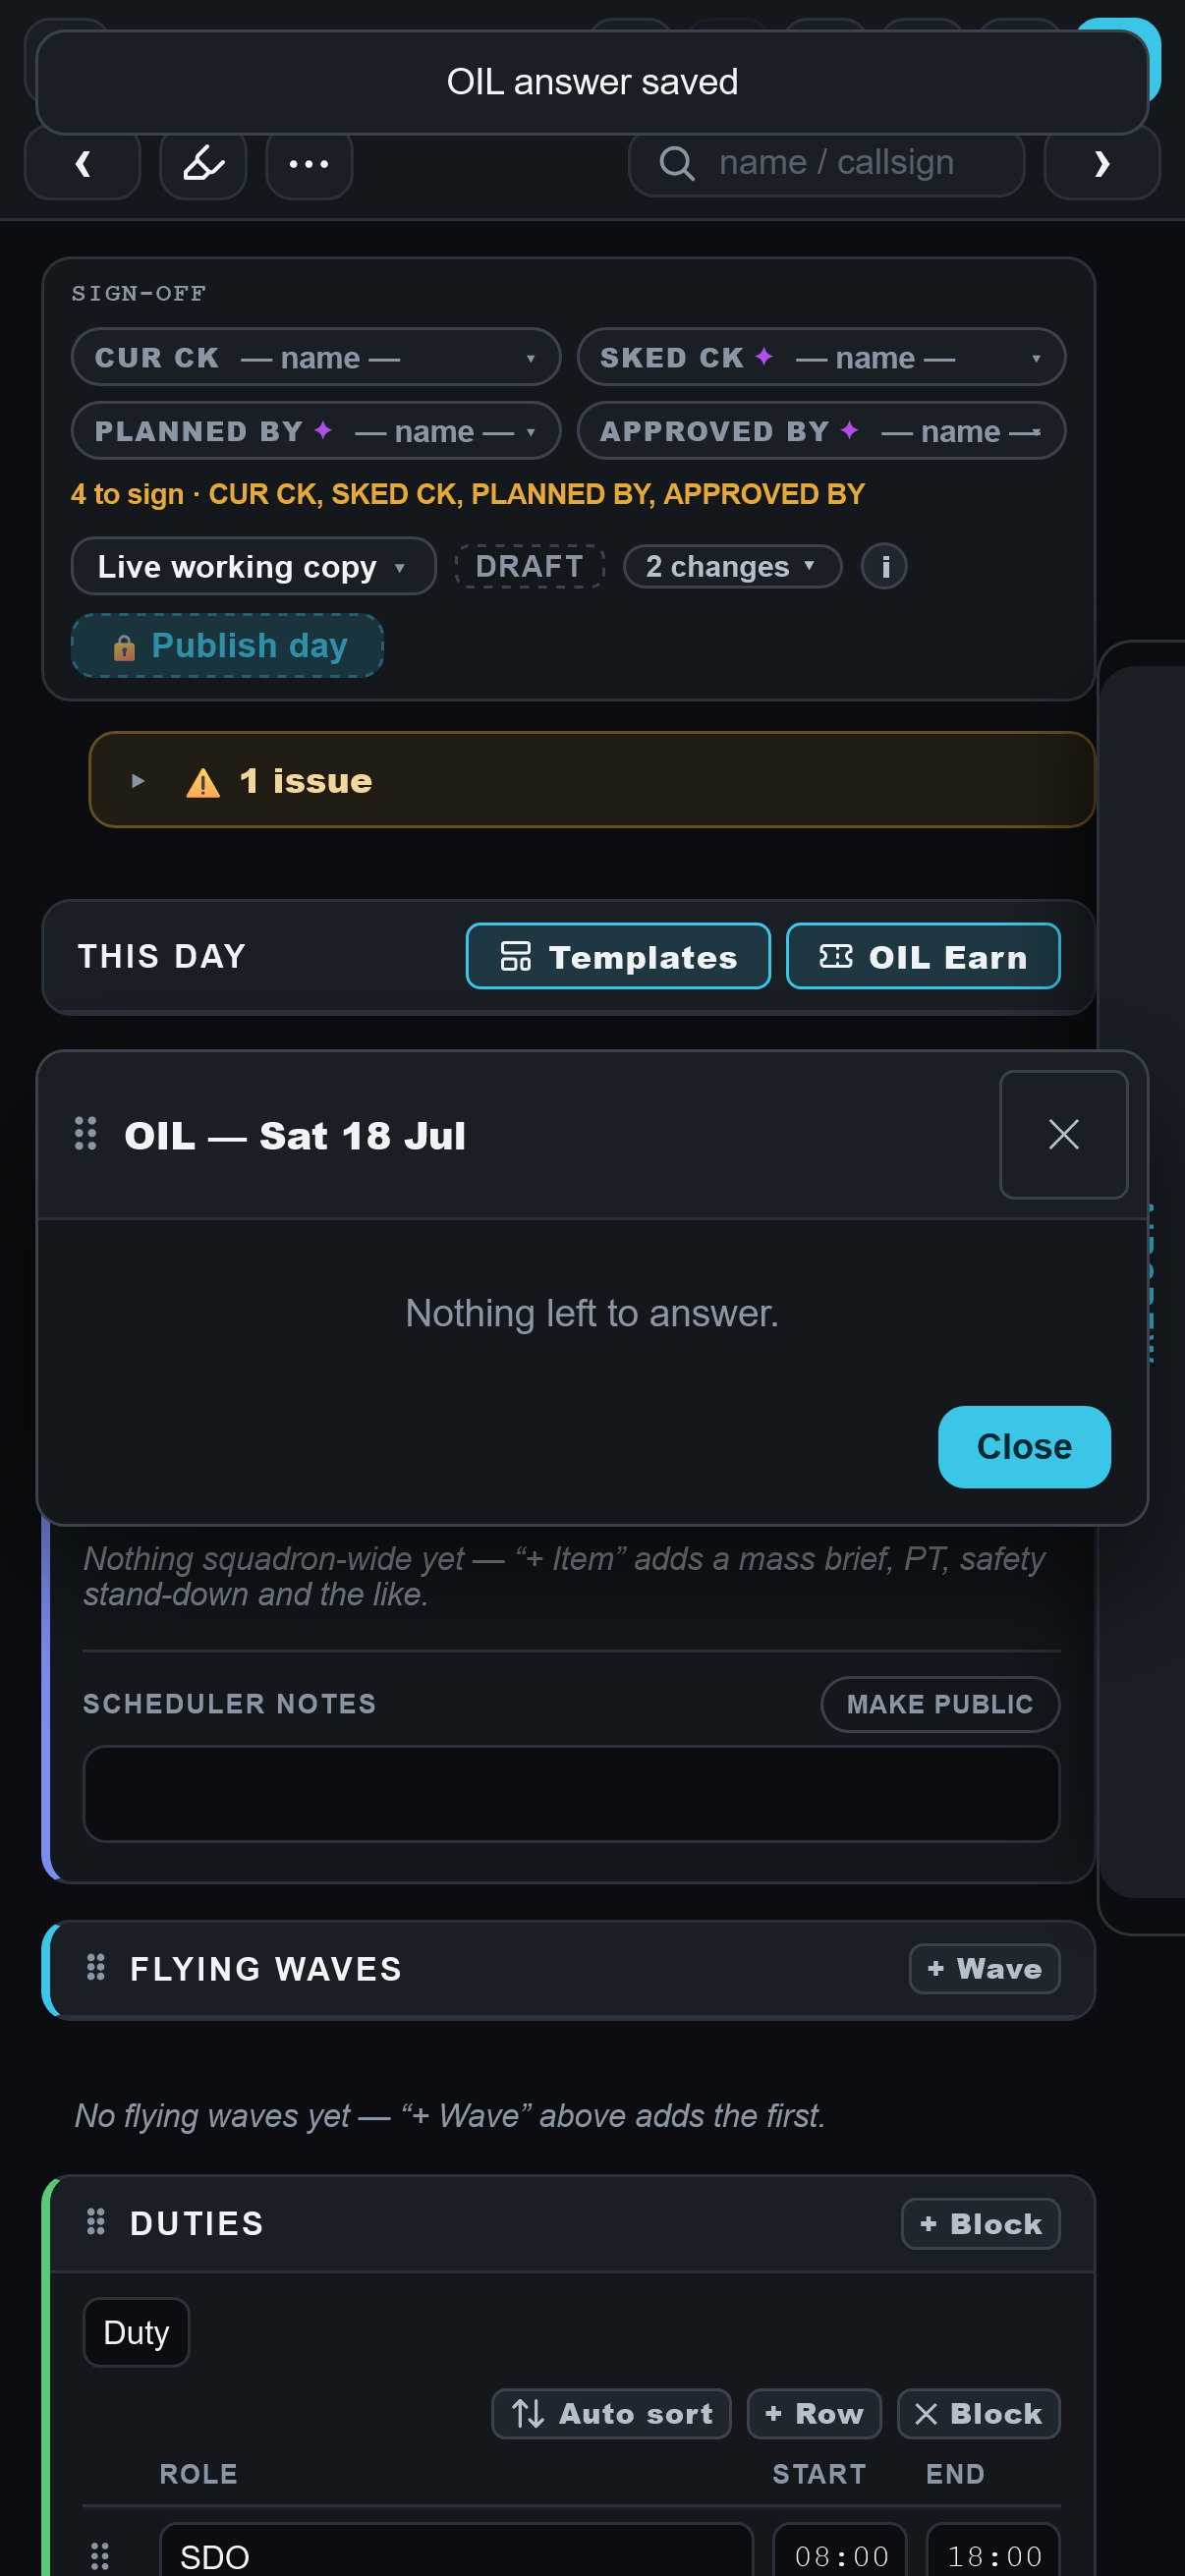 OIL answer saved
name / callsign
SIGN-OFF
CUR CK — name —
SKED CK — name —
PLANNED BY — name —
APPROVED BY — name —
4 to sign · CUR CK, SKED CK, PLANNED BY, APPROVED BY
Live working copy DRAFT 2 changes i
Publish day
1 issue
THIS DAY Templates OIL Earn
OIL — Sat 18 Jul
Nothing left to answer.
Close
Nothing squadron-wide yet — “+ Item” adds a mass brief, PT, safety
stand-down and the like.
SCHEDULER NOTES MAKE PUBLIC
FLYING WAVES + Wave
No flying waves yet — “+ Wave” above adds the first.
DUTIES + Block
Duty
Auto sort + Row × Block
ROLE START END
SDO 08:00 18:00